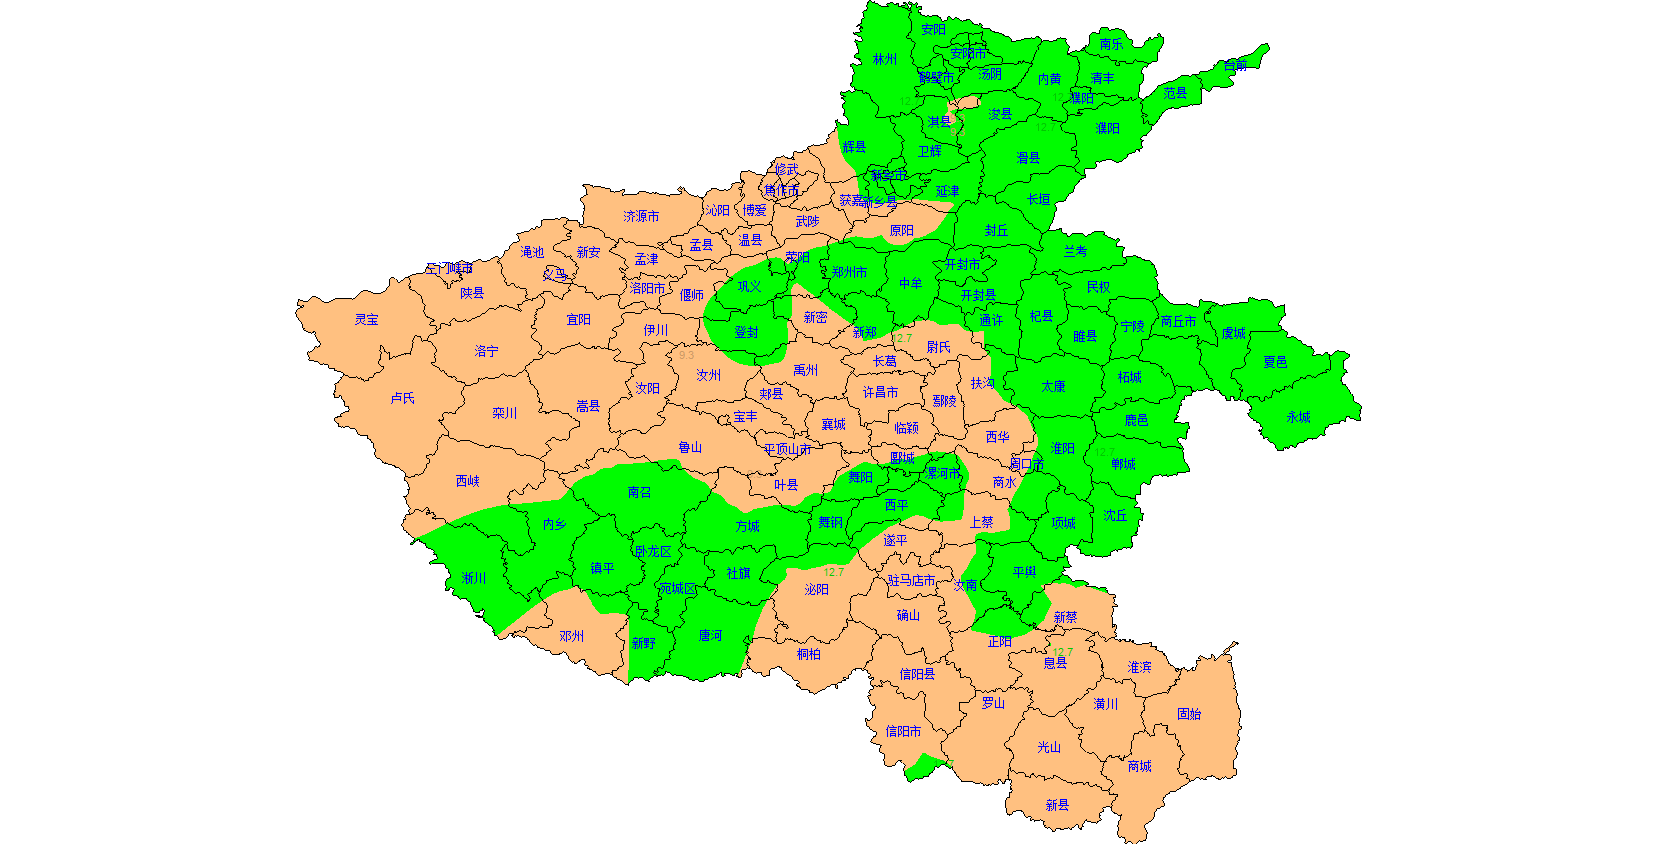 安阳
南乐
林州
安阳市
台前
鹤壁市
汤阴
内黄
清丰
范县
濮阳
12.7
浚县
淇县
12.7
濮阳
辉县
卫辉
滑县
修武
焦作市
新乡市
延津
长垣
获嘉
新乡县
济源市
沁阳
博爱
武陟
原阳
封丘
温县
孟县
渑池
新安
孟津
荥阳
兰考
三门峡市
义马
郑州市
开封市
陕县
洛阳市
偃师
巩义
中牟
开封县
民权
灵宝
宜阳
伊川
登封
新密
新郑
12.7
通许
杞县
睢县
宁陵
商丘市
虞城
洛宁
9.3
尉氏
长葛
夏邑
卢氏
汝阳
汝州
禹州
扶沟
太康
柘城
栾川
嵩县
郏县
许昌市
鄢陵
宝丰
襄城
临颍
鹿邑
永城
鲁山
平顶山市
西华
淮阳
12.7
郾城
周口市
郸城
西峡
叶县
舞阳
漯河市
商水
南召
西平
内乡
方城
舞钢
上蔡
项城
沈丘
卧龙区
遂平
淅川
镇平
社旗
12.7
驻马店市
汝南
平舆
宛城区
泌阳
确山
新蔡
邓州
新野
唐河
正阳
桐柏
12.7
信阳县
息县
淮滨
罗山
潢川
固始
信阳市
光山
商城
新县